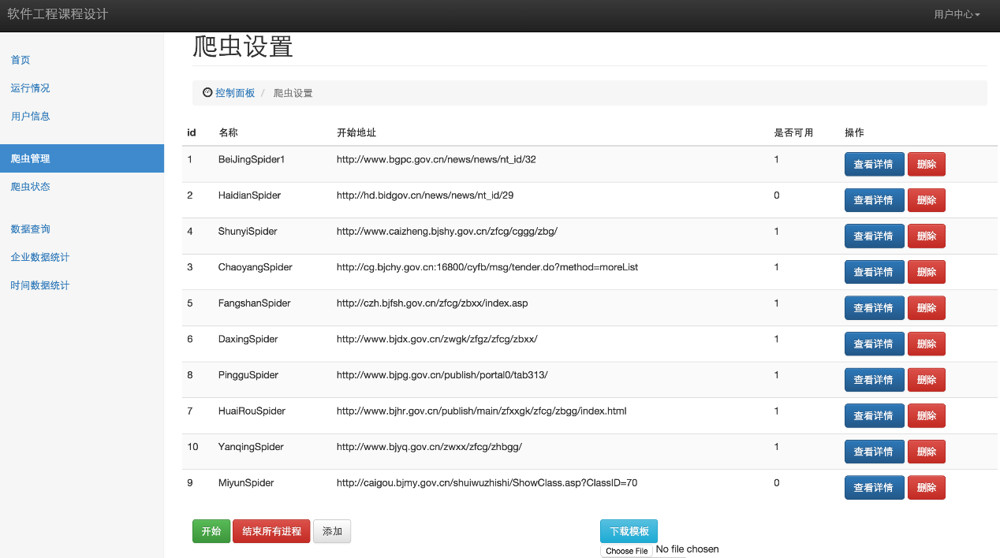 软件工程课程设计 用户中心
首页
运行情况
用户信息
爬虫管理
爬虫状态
数据查询
企业数据统计
时间数据统计
爬虫设置
控制面板 / 爬虫设置
id 名称 开始地址 是否可用 操作
1 BeiJingSpider1 http://www.bgpc.gov.cn/news/news/nt_id/32 1 查看详情 删除
2 HaidianSpider http://hd.bidgov.cn/news/news/nt_id/29 0 查看详情 删除
4 ShunyiSpider http://www.caizheng.bjshy.gov.cn/zfcg/cggg/zbg/ 1 查看详情 删除
3 ChaoyangSpider http://cg.bjchy.gov.cn:16800/cyfb/msg/tender.do?method=moreList 1 查看详情 删除
5 FangshanSpider http://czh.bjfsh.gov.cn/zfcg/zbxx/index.asp 1 查看详情 删除
6 DaxingSpider http://www.bjdx.gov.cn/zwgk/zfgz/zfcg/zbxx/ 1 查看详情 删除
8 PingguSpider http://www.bjpg.gov.cn/publish/portal0/tab313/ 1 查看详情 删除
7 HuaiRouSpider http://www.bjhr.gov.cn/publish/main/zfxxgk/zfcg/zbgg/index.html 1 查看详情 删除
10 YanqingSpider http://www.bjyq.gov.cn/zwxx/zfcg/zhbgg/ 1 查看详情 删除
9 MiyunSpider http://caigou.bjmy.gov.cn/shuiwuzhishi/ShowClass.asp?ClassID=70 0 查看详情 删除
开始 结束所有进程 添加 下载模板
Choose File No file chosen